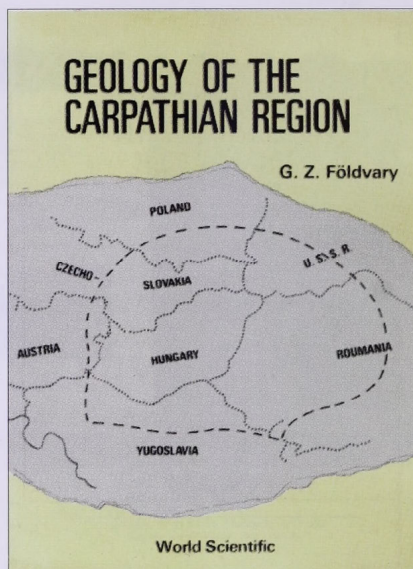 GEOLOGY OF THE
CARPATHIAN REGION
G. Z. Földvary
POLAND
CZECHO-
SLOVAKIA
U. S. S. R.
AUSTRIA
HUNGARY
ROUMANIA
YUGOSLAVIA
World Scientific